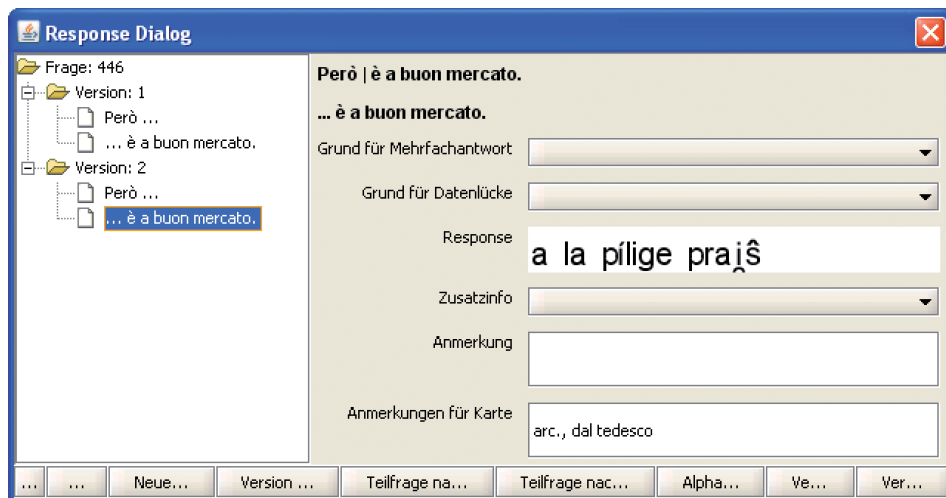 Response Dialog
Frage: 446
Version: 1
Però ...
... è a buon mercato.
Version: 2
Però ...
... è a buon mercato.
Però | è a buon mercato.
... è a buon mercato.
Grund für Mehrfachantwort
Grund für Datenlücke
Response
a la pílige prai̯ŝ
Zusatzinfo
Anmerkung
Anmerkungen für Karte
arc., dal tedesco
... ... Neue... Version ... Teilfrage na... Teilfrage nac... Alpha... Ve... Ver...